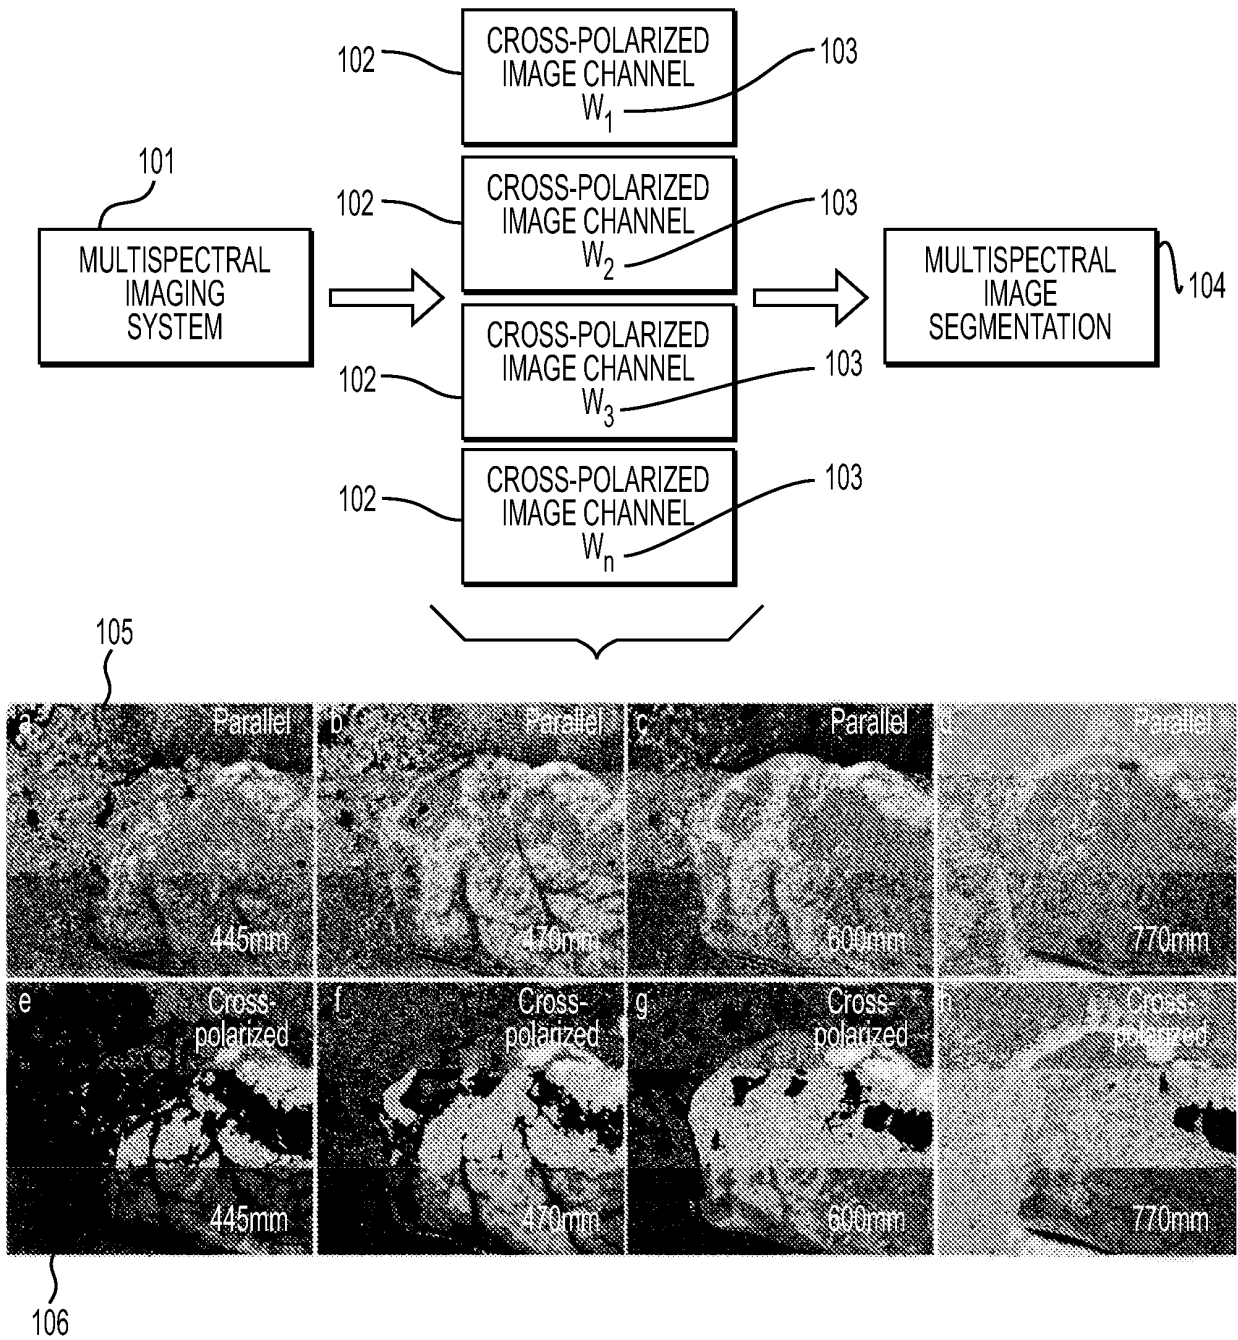 CROSS-POLARIZED
IMAGE CHANNEL
W1
102
103
CROSS-POLARIZED
IMAGE CHANNEL
W2
102
103
101
MULTISPECTRAL
IMAGING
SYSTEM
MULTISPECTRAL
IMAGE
SEGMENTATION
104
CROSS-POLARIZED
IMAGE CHANNEL
W3
102
103
CROSS-POLARIZED
IMAGE CHANNEL
Wn
102
103
105
a Parallel
b Parallel
c Parallel
d Parallel
445mm
470mm
600mm
770mm
e Cross-
polarized
f Cross-
polarized
g Cross-
polarized
h Cross-
polarized
445mm
470mm
600mm
770mm
106